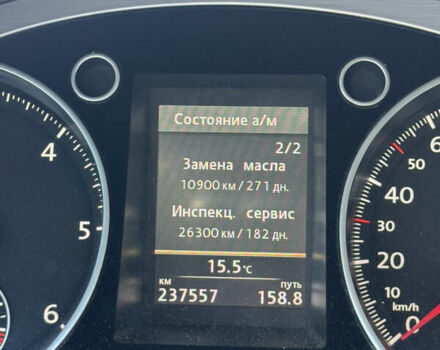 Состояние а/м
2/2
Замена масла
10900 км / 271 дн.
Инспекц. сервис
26300 км / 182 дн.
15.5°C
км путь
237557 158.8
4
5
6
60
50
40
30
20
10
km/h
0